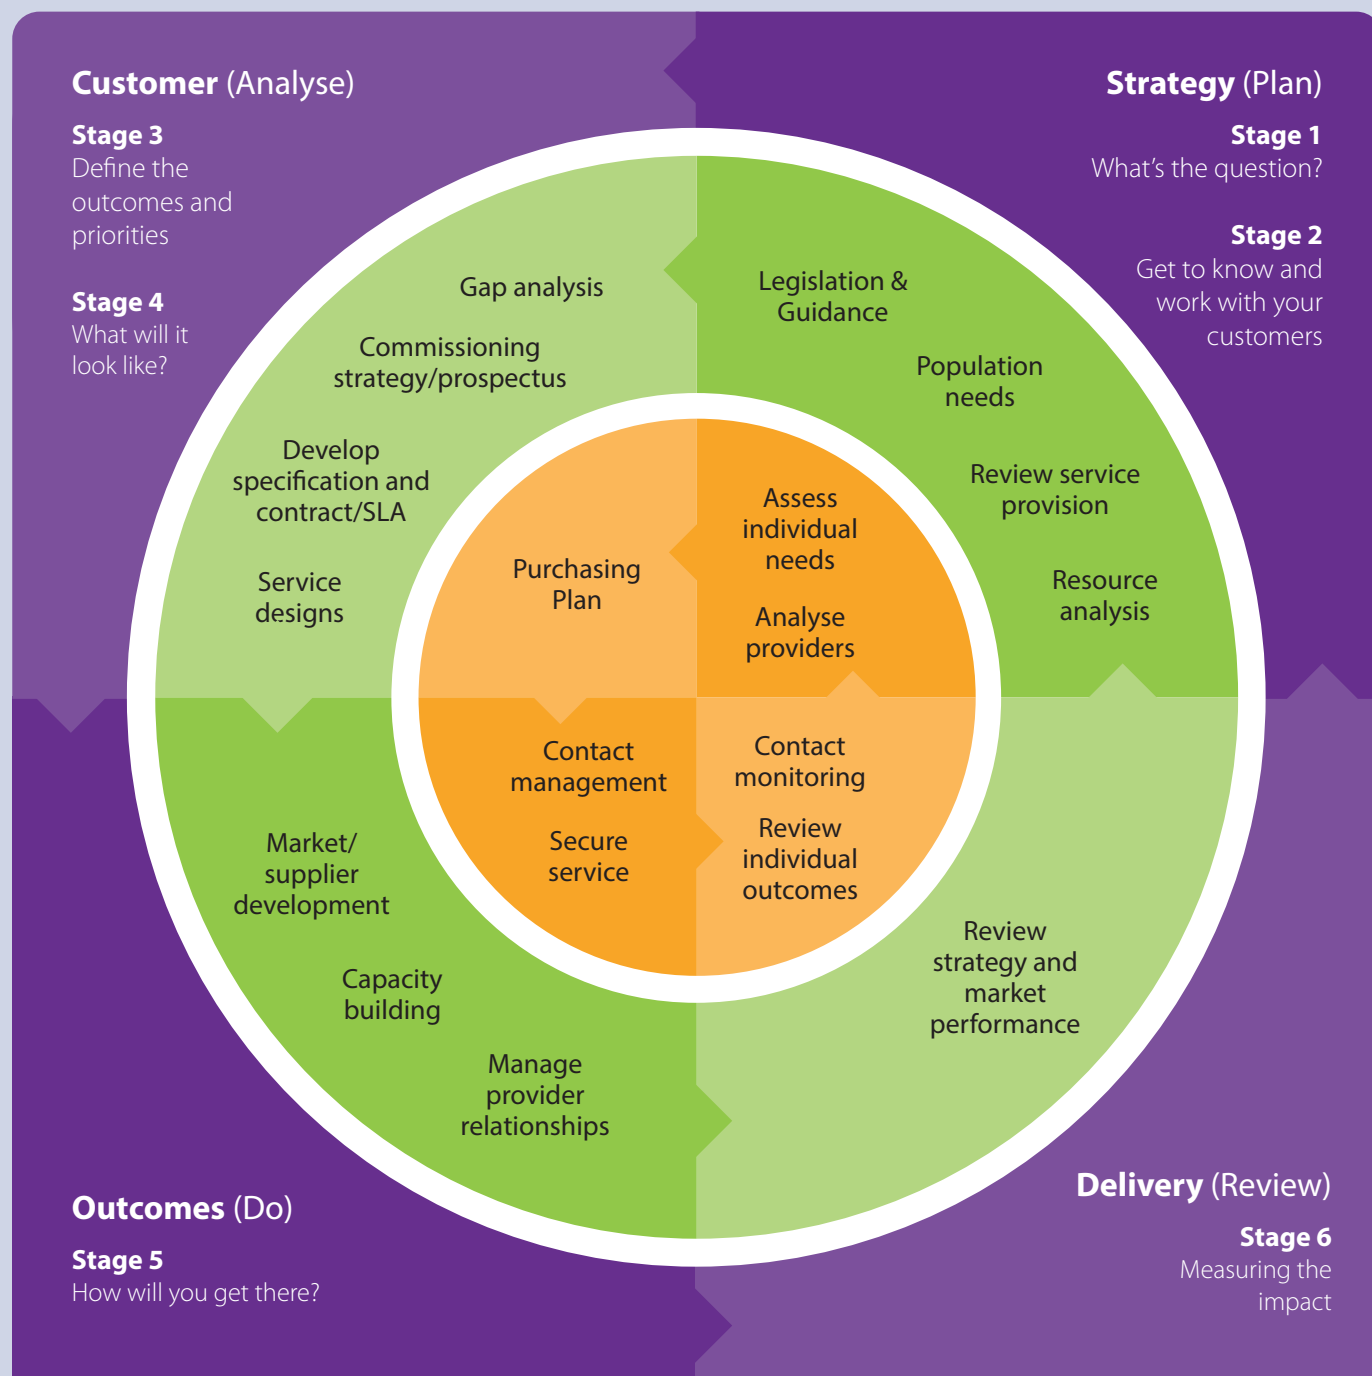 Customer (Analyse)
Stage 3
Define the
outcomes and
priorities
Stage 4
What will it
look like?
Strategy (Plan)
Stage 1
What's the question?
Stage 2
Get to know and
work with your
customers
Gap analysis
Commissioning
strategy/prospectus
Develop
specification and
contract/SLA
Service
designs
Legislation &
Guidance
Population
needs
Review service
provision
Resource
analysis
Purchasing
Plan
Assess
individual
needs
Analyse
providers
Contact
management
Secure
service
Contact
monitoring
Review
individual
outcomes
Market/
supplier
development
Capacity
building
Manage
provider
relationships
Review
strategy and
market
performance
Outcomes (Do)
Stage 5
How will you get there?
Delivery (Review)
Stage 6
Measuring the
impact